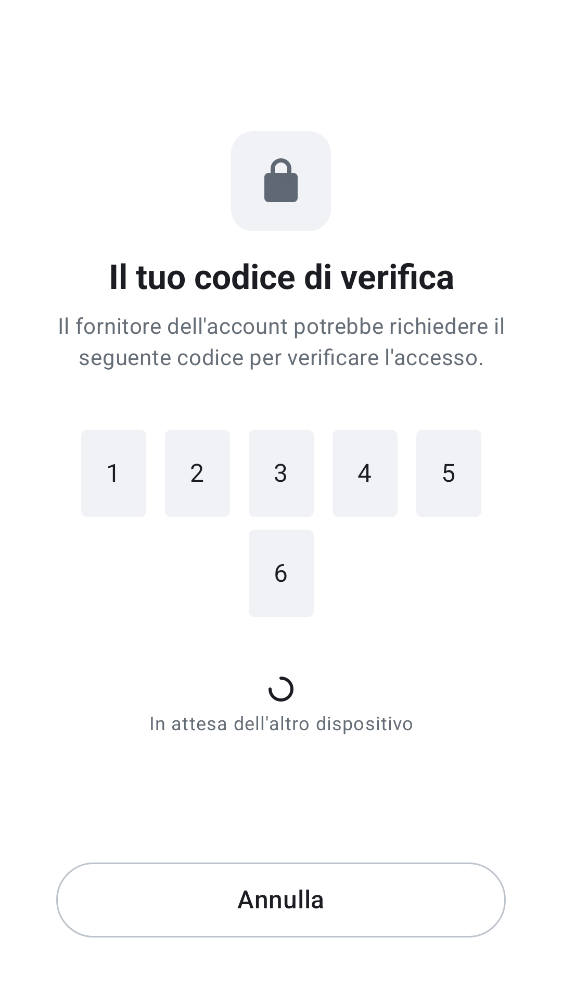 Il tuo codice di verifica
Il fornitore dell'account potrebbe richiedere il
seguente codice per verificare l'accesso.
1 2 3 4 5
6
In attesa dell'altro dispositivo
Annulla